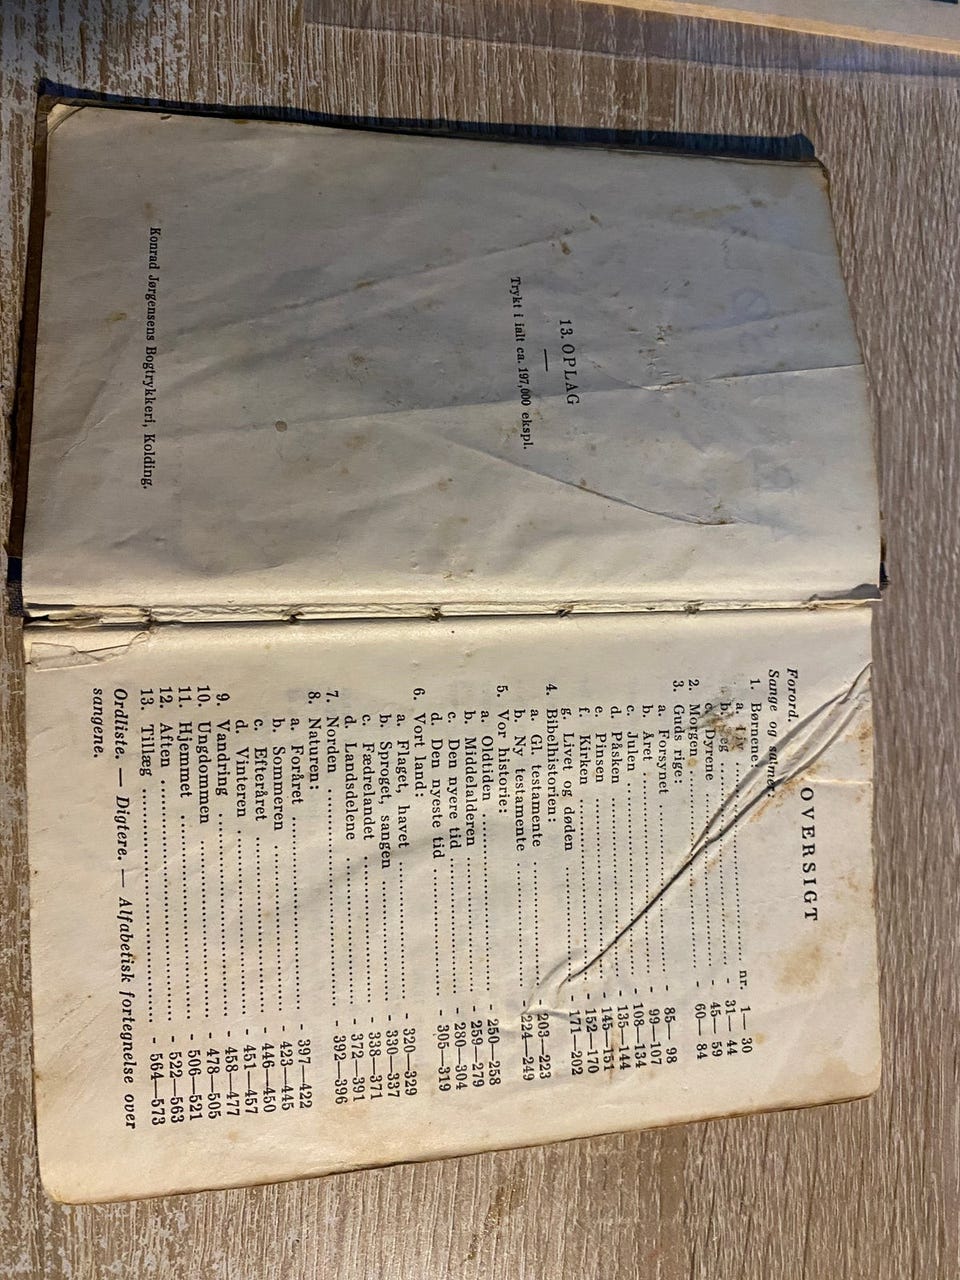 13. OPLAG
Trykt i ialt ca. 197,000 ekspl.
Konrad Jørgensens Bogtrykkeri, Kolding.
OVERSIGT
Forord.
Sange og salmer:
1. Børnene:
a. ........ nr. 1— 30
b. Leg ........ - 31— 44
c. Dyrene ........ - 45— 59
2. Morgen ........ - 60— 84
3. Guds rige:
a. Forsynet ........ - 85— 98
b. Året ........ - 99—107
c. Julen ........ - 108—134
d. Påsken ........ - 135—144
e. Pinsen ........ - 145—151
f. Kirken ........ - 152—170
g. Livet og døden ........ - 171—202
4. Bibelhistorien:
a. Gl. testamente ........ - 203—223
b. Ny testamente ........ - 224—249
5. Vor historie:
a. Oldtiden ........ - 250—258
b. Middelalderen ........ - 259—279
c. Den nyere tid ........ - 280—304
d. Den nyeste tid ........ - 305—319
6. Vort land:
a. Flaget, havet ........ - 320—329
b. Sproget, sangen ........ - 330—337
c. Fædrelandet ........ - 338—371
d. Landsdelene ........ - 372—391
7. Norden ........ - 392—396
8. Naturen:
a. Foråret ........ - 397—422
b. Sommeren ........ - 423—445
c. Efteråret ........ - 446—450
d. Vinteren ........ - 451—457
9. Vandring ........ - 458—477
10. Ungdommen ........ - 478—505
11. Hjemmet ........ - 506—521
12. Aften ........ - 522—563
13. Tillæg ........ - 564—573
Ordliste. — Digtere. — Alfabetisk fortegnelse over
sangene.